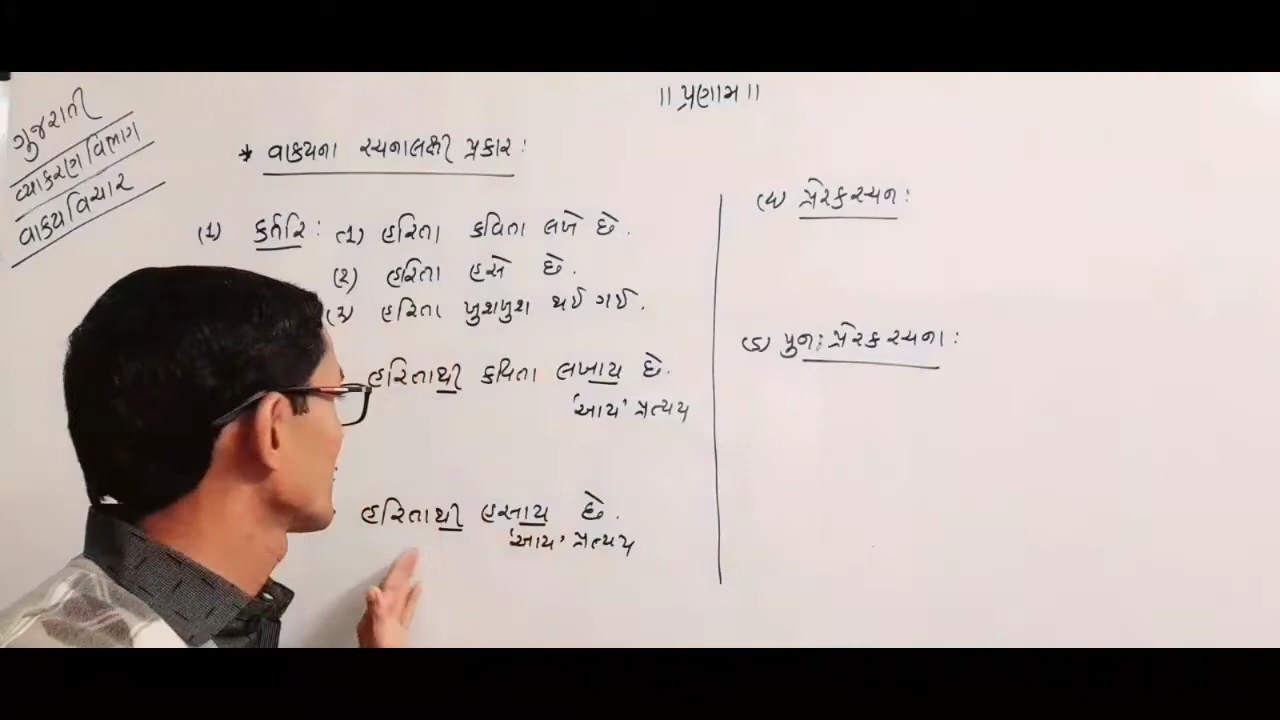 ॥ પ્રણામ ॥
ગુજરાતી
વ્યાકરણ વિભાગ
વાક્ય વિચાર
* વાક્યના રચનાલક્ષી પ્રકાર :
(૧) કર્તરિ : (૧) હરિતા કવિતા લખે છે.
(૨) હરિતા હસે છે.
(૩) હરિતા ખુશખુશ થઈ ગઈ.
હરિતાથી કવિતા લખાય છે.
'આય' પ્રત્યય
હરિતાથી હસાય છે.
'આય' પ્રત્યય
(૪) પ્રેરકરચન :
(૫) પુનઃપ્રેરક રચના :